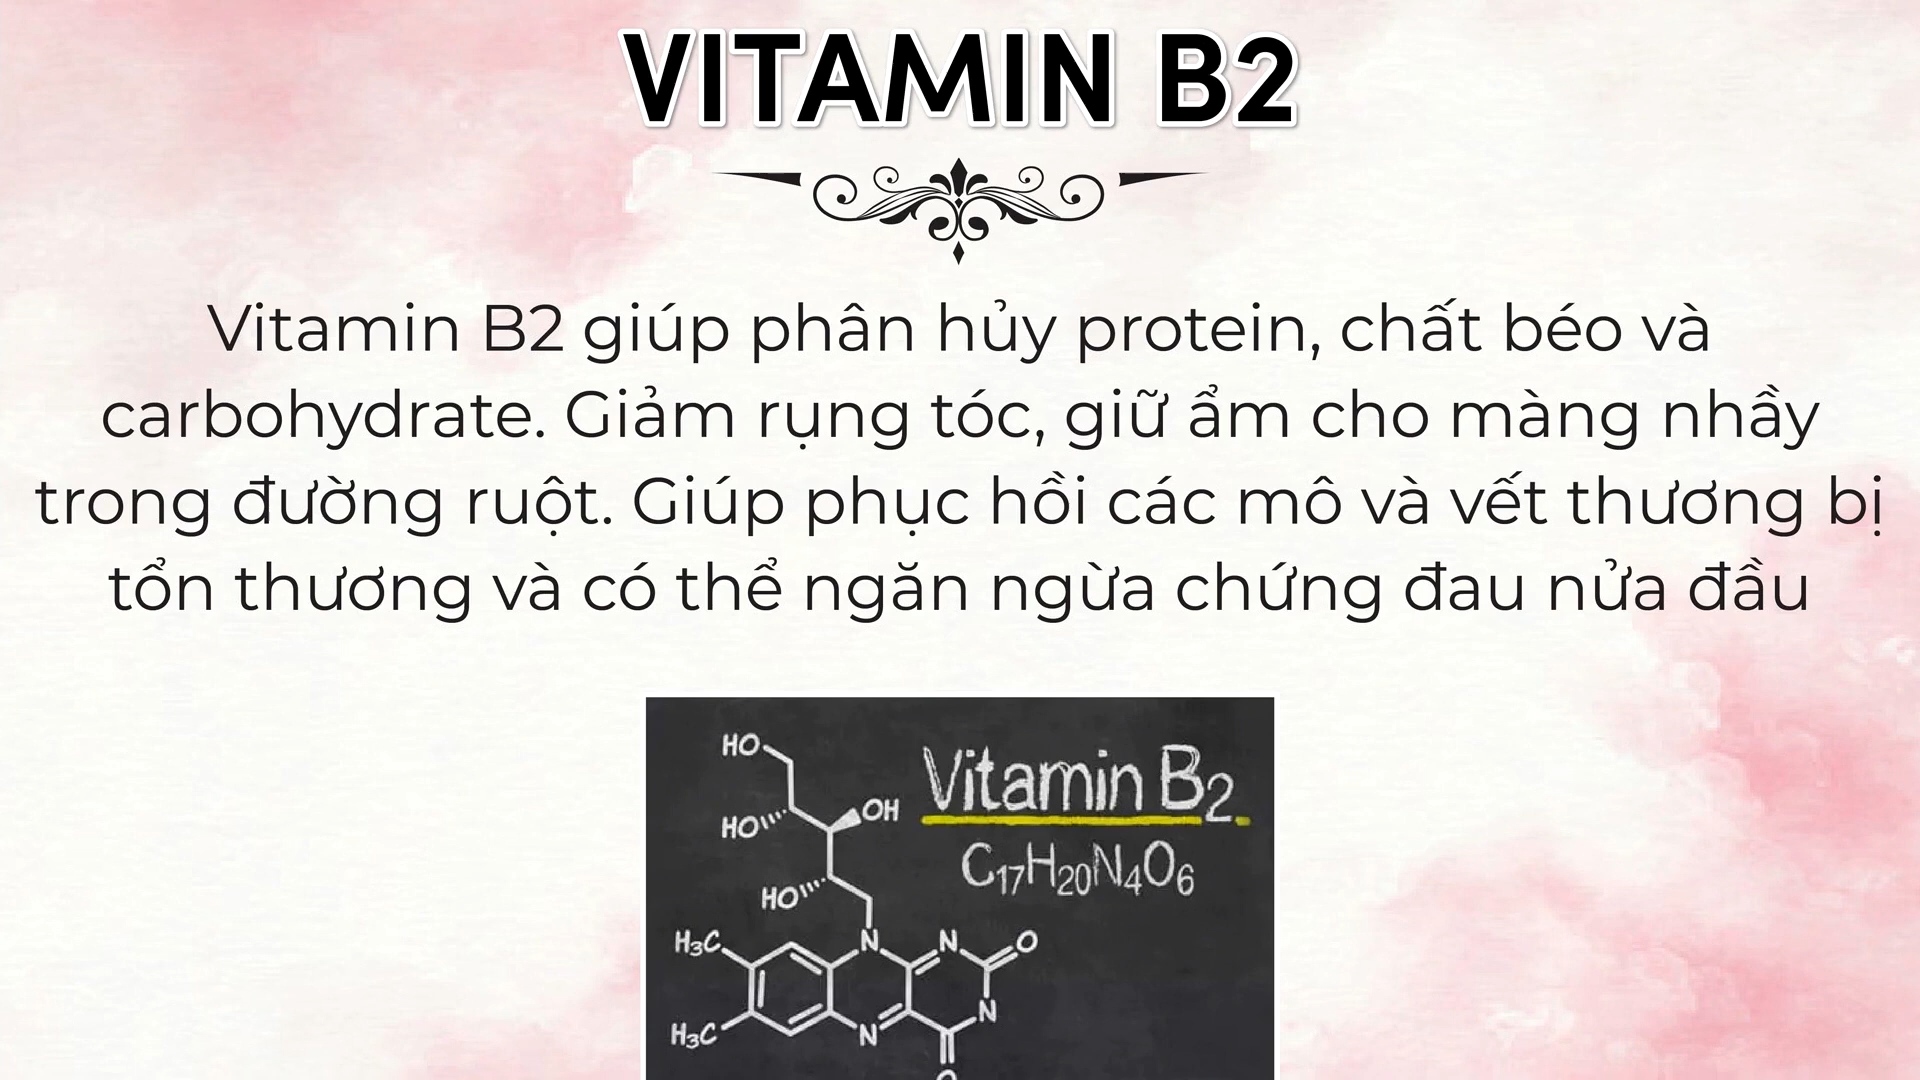 VITAMIN B2
Vitamin B2 giúp phân hủy protein, chất béo và
carbohydrate. Giảm rụng tóc, giữ ẩm cho màng nhầy
trong đường ruột. Giúp phục hồi các mô và vết thương bị
tổn thương và có thể ngăn ngừa chứng đau nửa đầu
Vitamin B2
C17H20N4O6
HO
HO
OH
HO
H3C
N
N
O
N
H3C
N
O